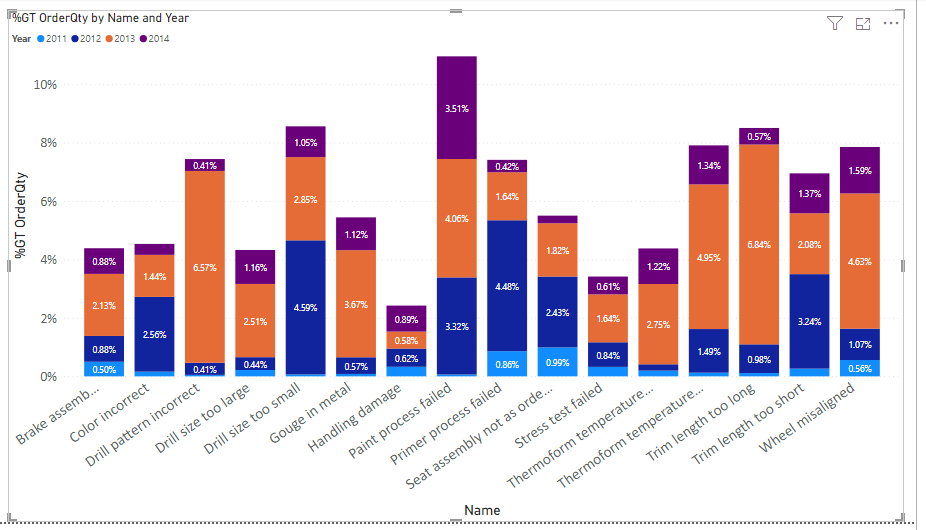 %GT OrderQty by Name and Year
Year 2011 2012 2013 2014
10%
8%
6%
4%
2%
0%
%GT OrderQty
0.88%
2.13%
0.88%
0.50%
1.44%
2.56%
0.41%
6.57%
0.41%
1.16%
2.51%
0.44%
1.05%
2.85%
4.59%
1.12%
3.67%
0.57%
0.89%
0.58%
0.62%
3.51%
4.06%
3.32%
0.42%
1.64%
4.48%
0.86%
1.82%
2.43%
0.99%
0.61%
1.64%
0.84%
1.22%
2.75%
1.34%
4.95%
1.49%
0.57%
6.84%
0.98%
1.37%
2.08%
3.24%
1.59%
4.63%
1.07%
0.56%
Brake assemb...
Color incorrect
Drill pattern incorrect
Drill size too large
Drill size too small
Gouge in metal
Handling damage
Paint process failed
Primer process failed
Seat assembly not as orde...
Stress test failed
Thermoform temperature...
Thermoform temperature...
Trim length too long
Trim length too short
Wheel misaligned
Name